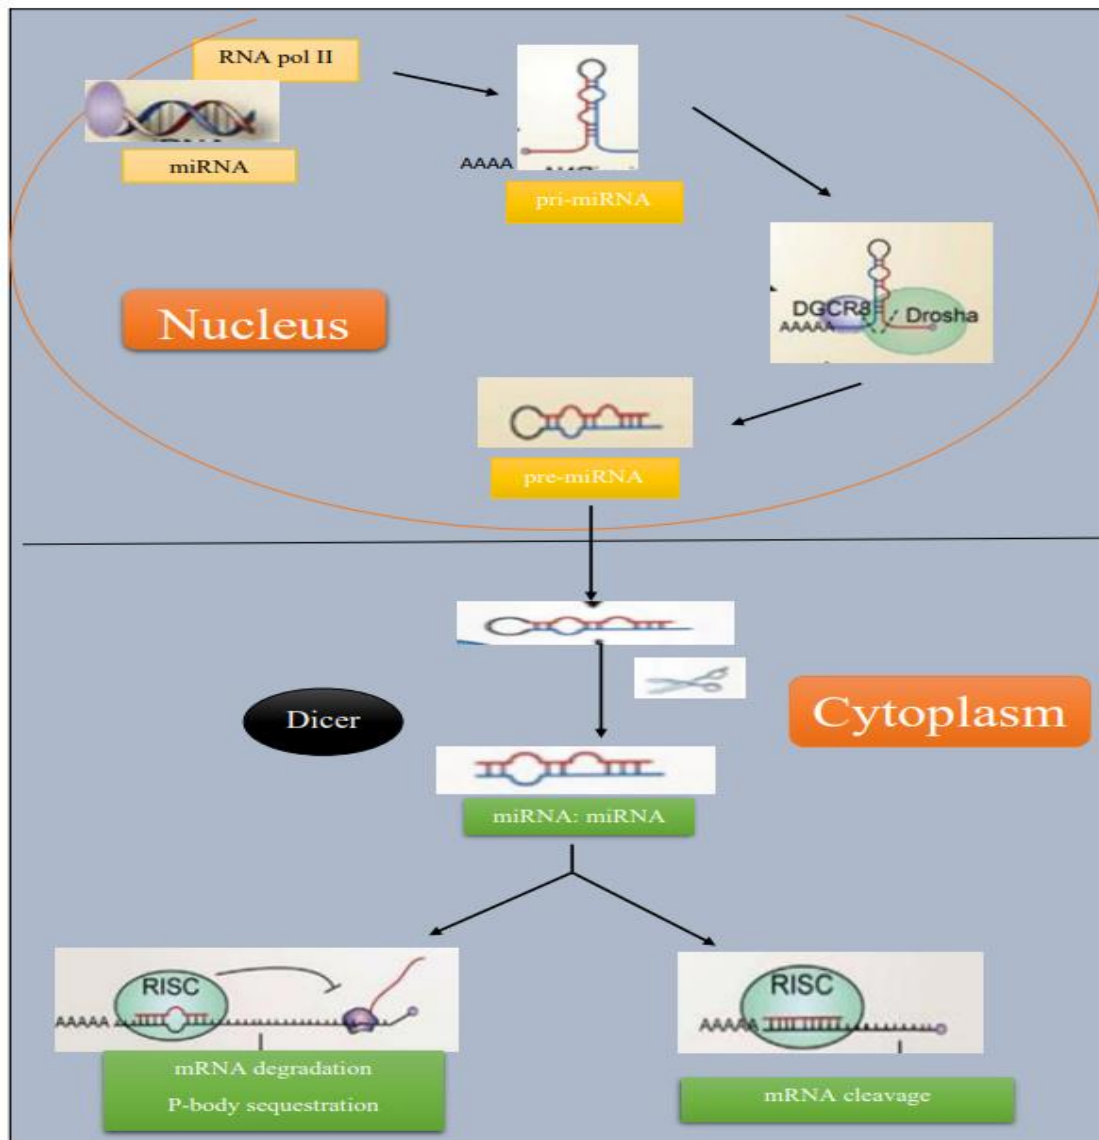 RNA pol II
miRNA
AAAA
pri-miRNA
Nucleus
DGCR8
Drosha
AAAAA
pre-miRNA
Dicer
Cytoplasm
miRNA: miRNA
RISC
AAAAA
mRNA degradation
P-body sequestration
RISC
AAAAA
mRNA cleavage